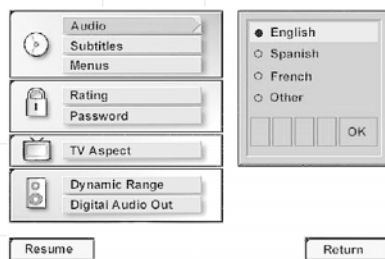 Audio
Subtitles
Menus
Rating
Password
TV Aspect
Dynamic Range
Digital Audio Out
English
Spanish
French
Other
OK
Resume
Return